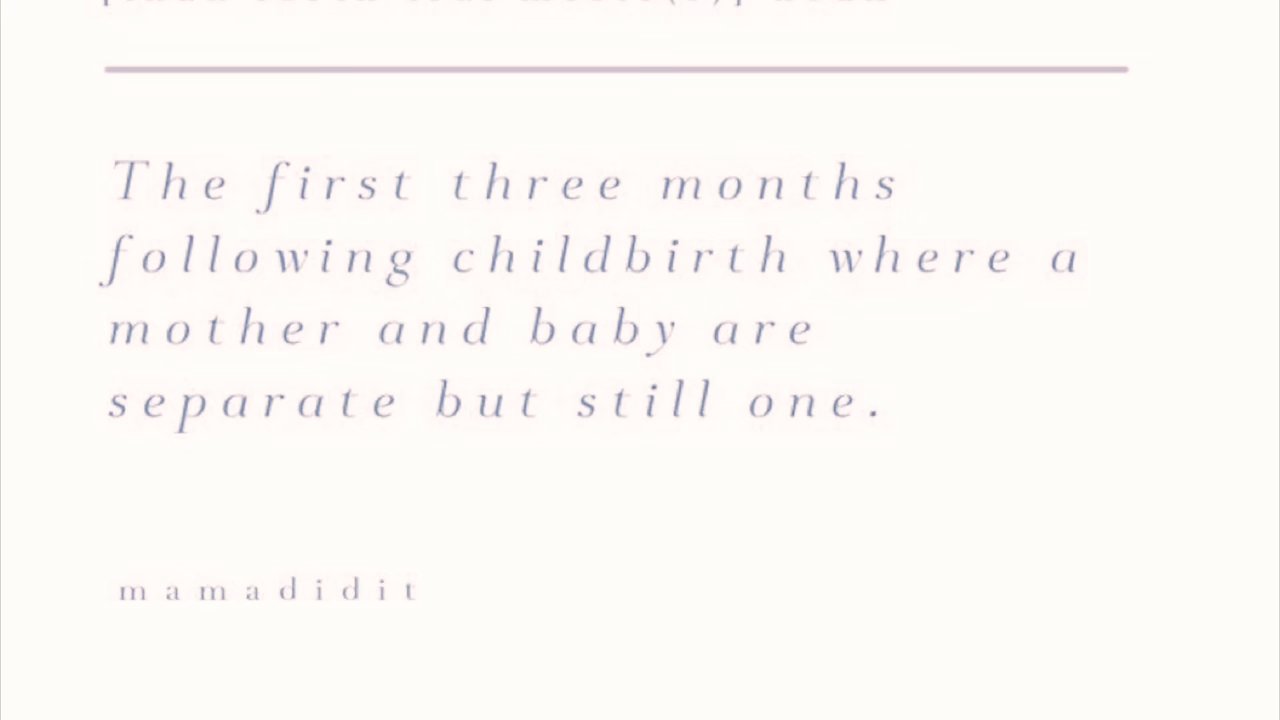 The first three months
following childbirth where a
mother and baby are
separate but still one.
mamadidit